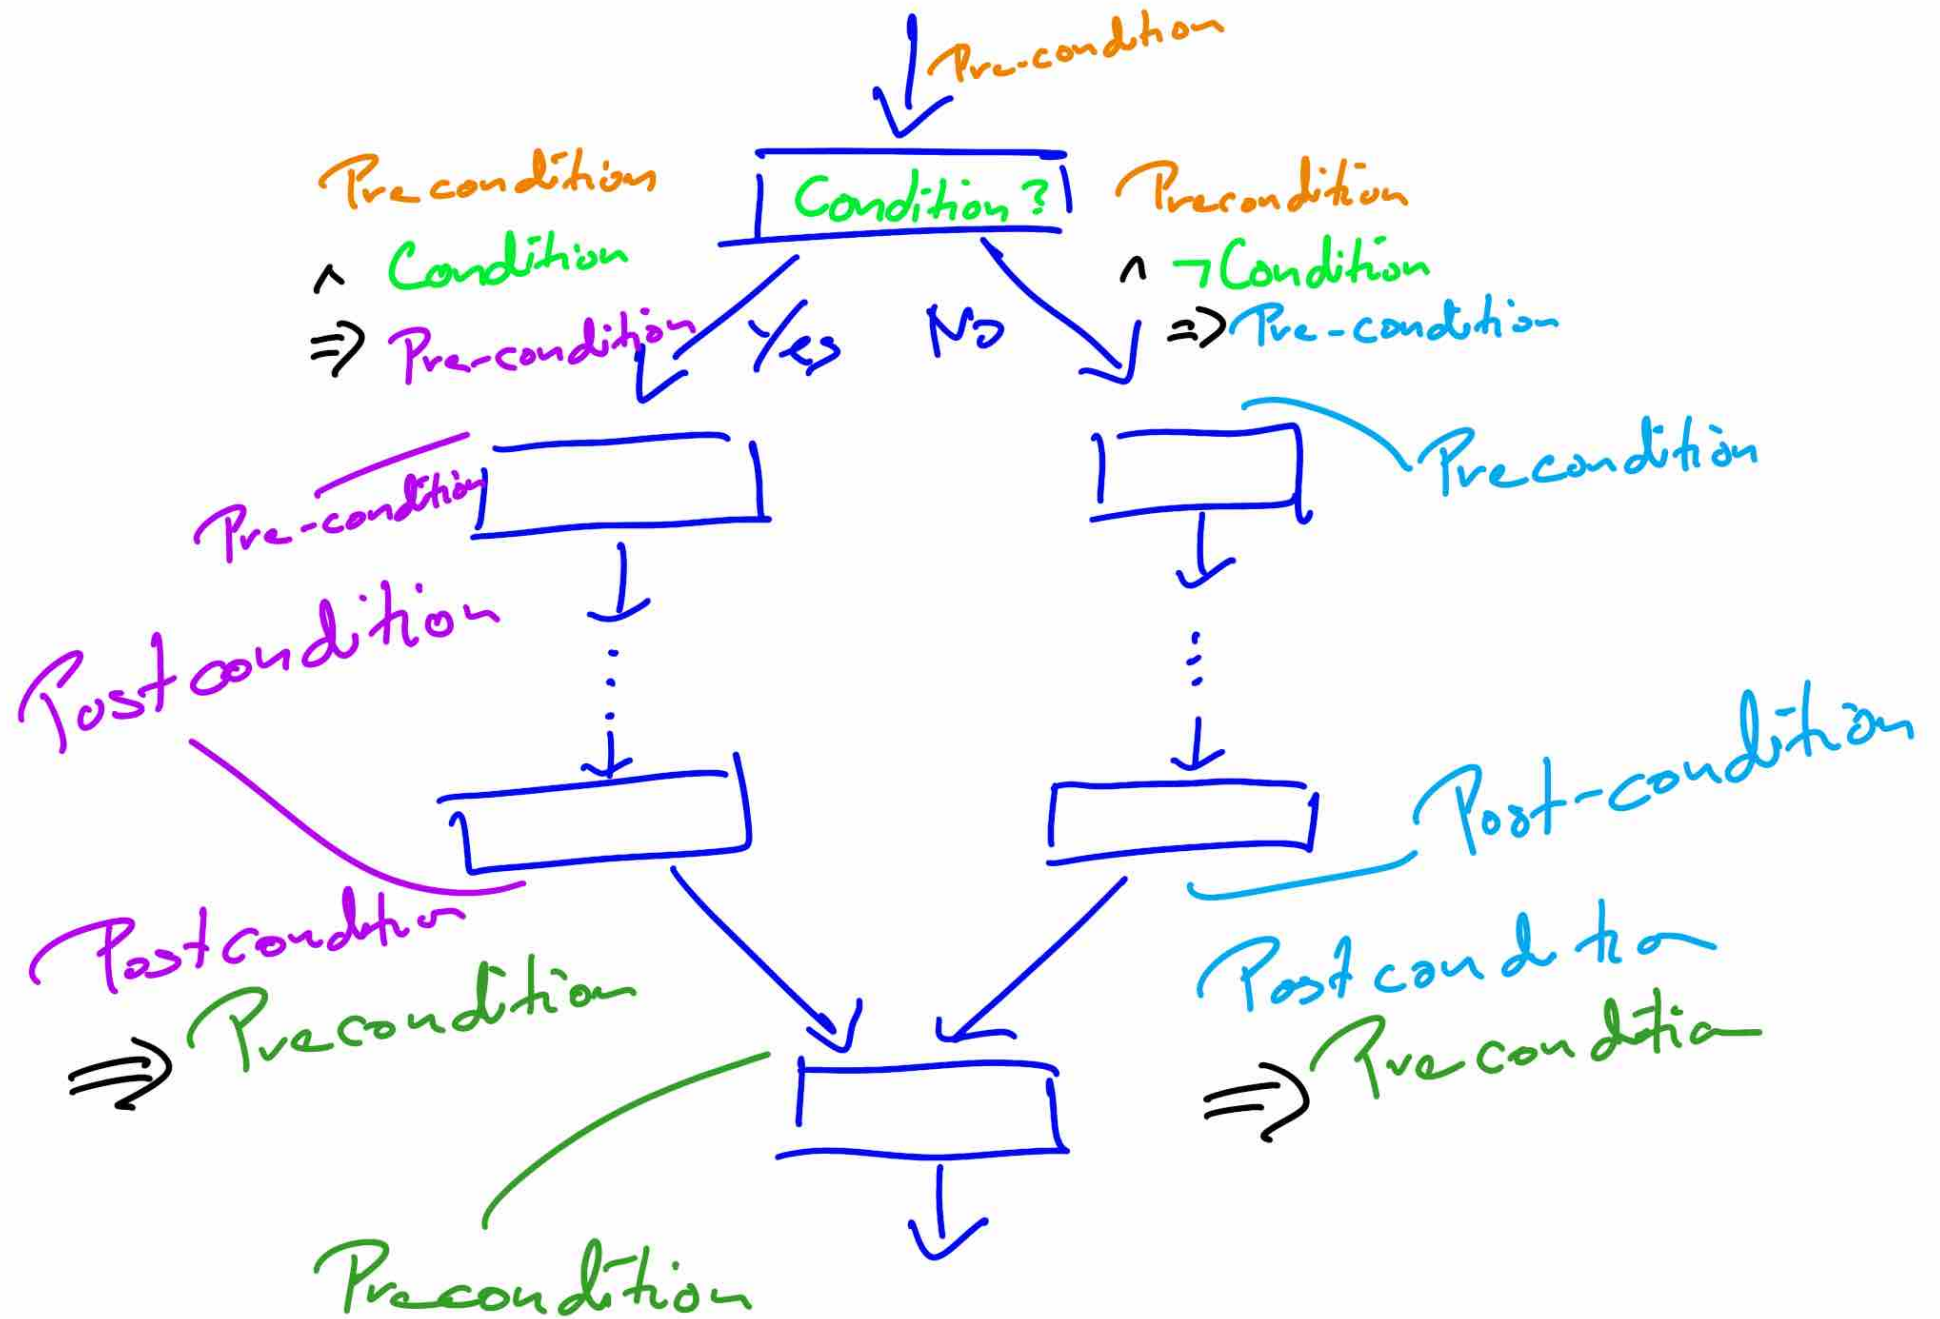 Pre-condition
Precondition
∧ Condition
⇒ Pre-condition
Condition?
Precondition
∧ ¬Condition
⇒ Pre-condition
Yes
No
Pre-condition
Precondition
Postcondition
Post-condition
Postcondition
⇒ Precondition
Postcondition
⇒ Precondition
Precondition